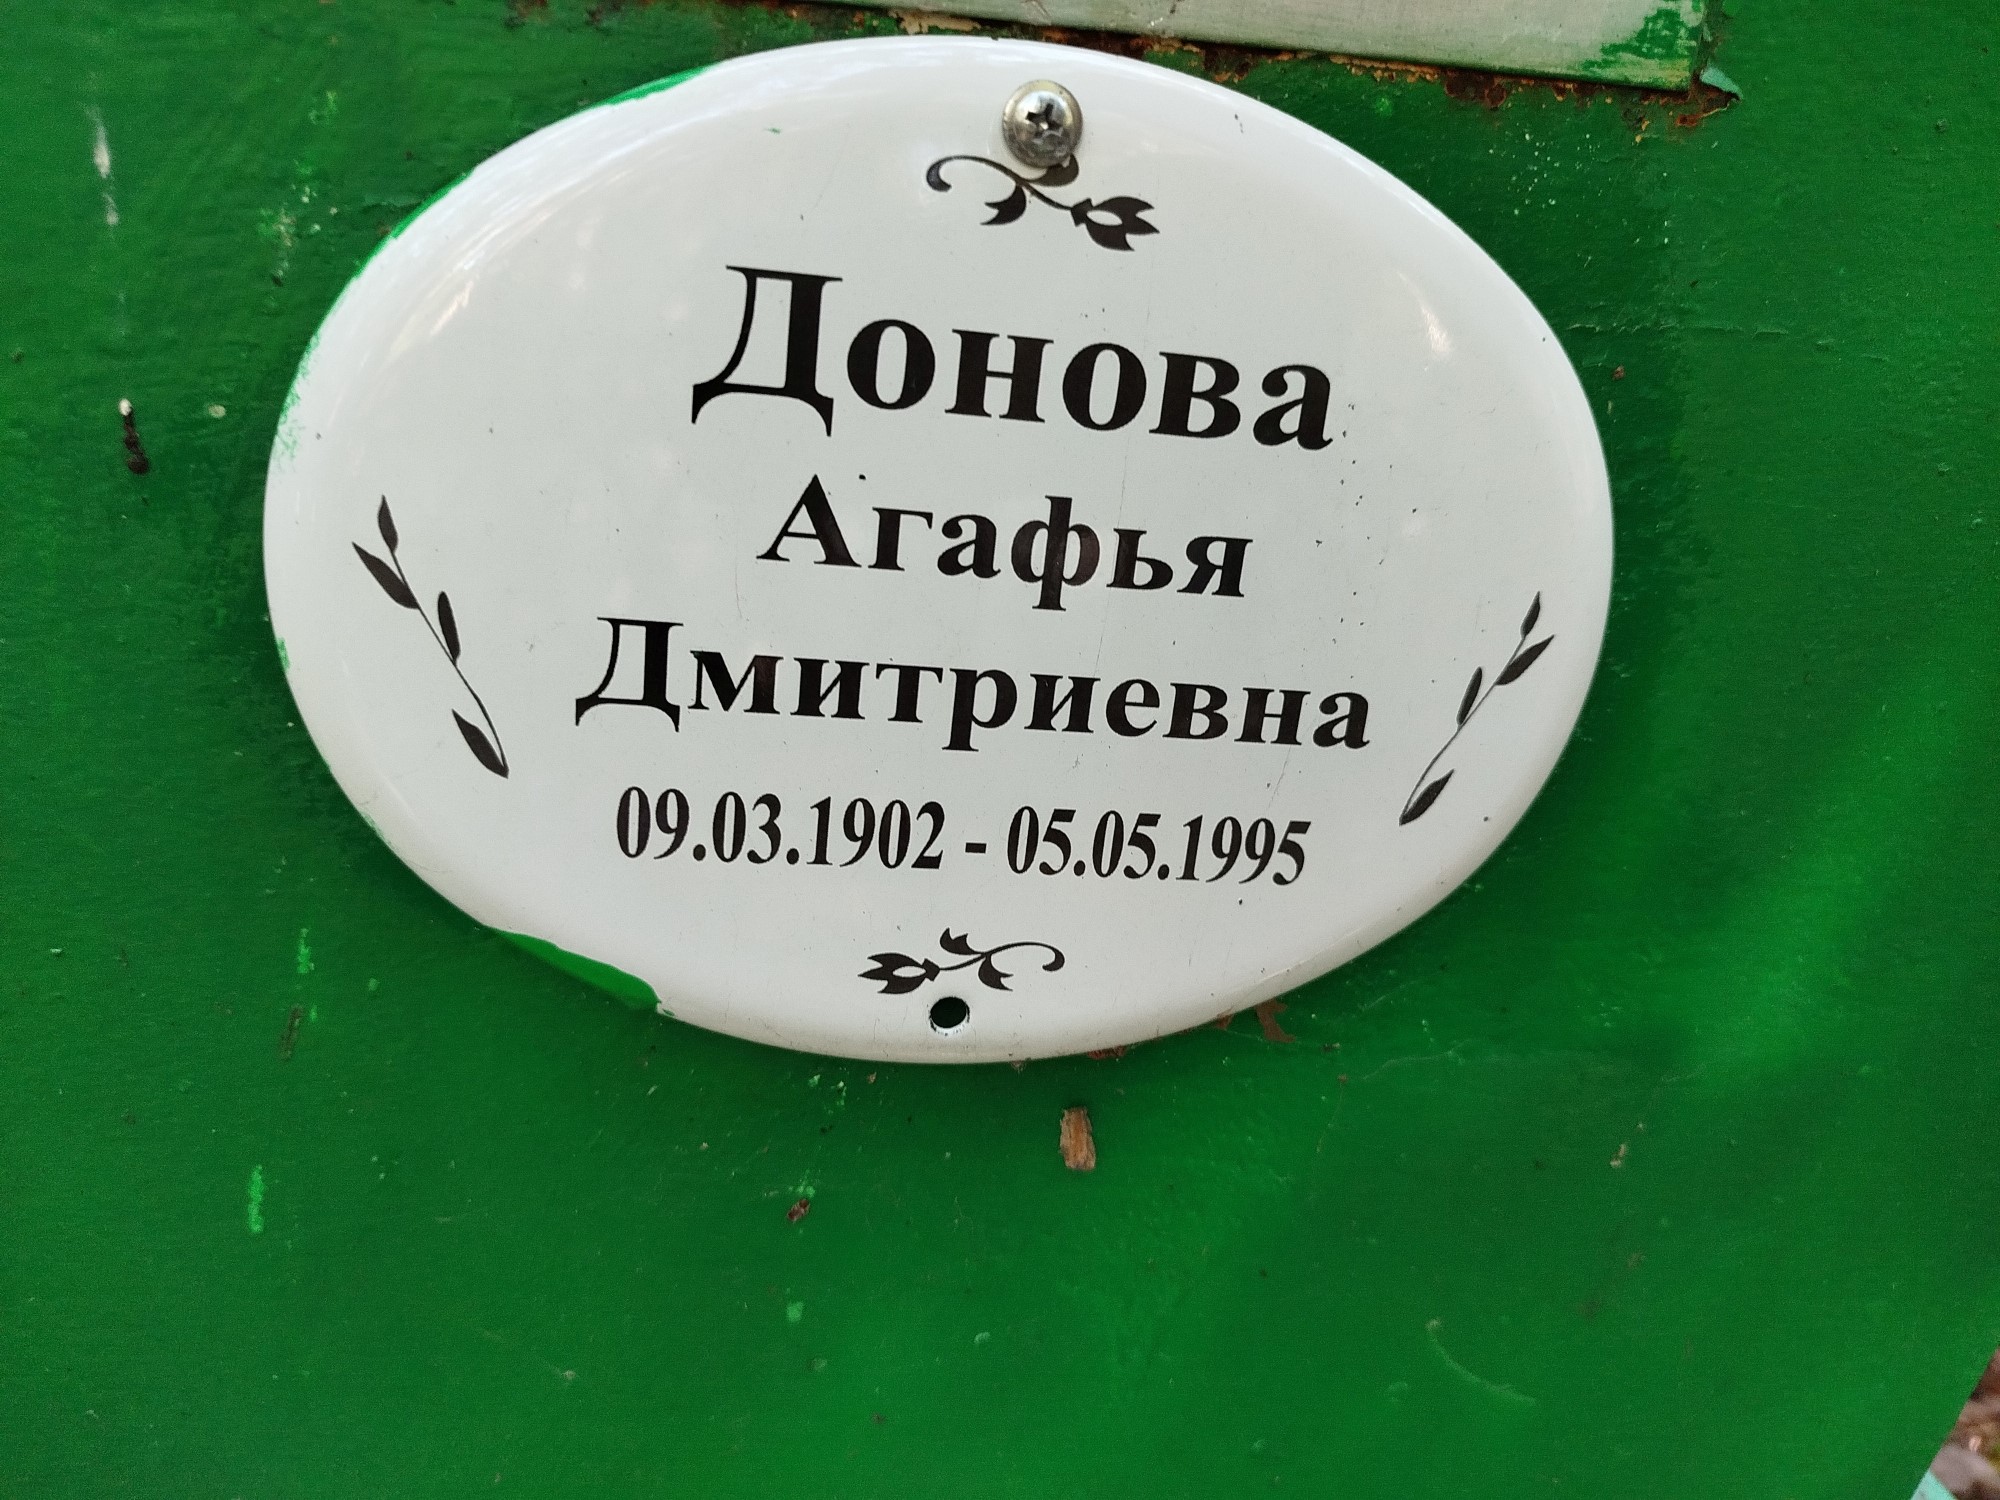 Донова
Агафья
Дмитриевна
09.03.1902 - 05.05.1995